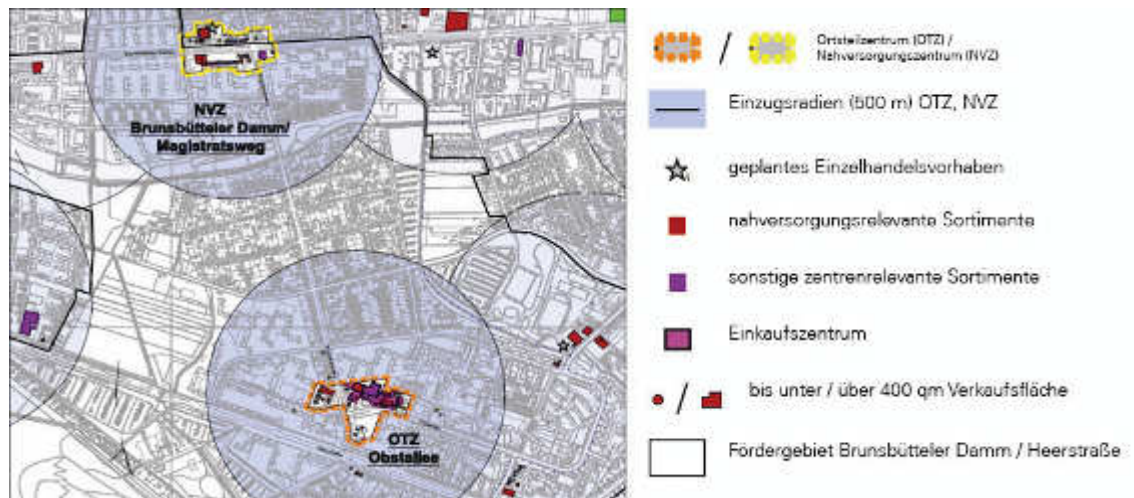 NVZ
Brunsbütteler Damm/
Magistratsweg
OTZ
Obstallee
Ortsteilzentrum (OTZ) /
Nahversorgungszentrum (NVZ)
Einzugsradien (500 m) OTZ, NVZ
geplantes Einzelhandelsvorhaben
nahversorgungsrelevante Sortimente
sonstige zentrenrelevante Sortimente
Einkaufszentrum
bis unter / über 400 qm Verkaufsfläche
Fördergebiet Brunsbütteler Damm / Heerstraße